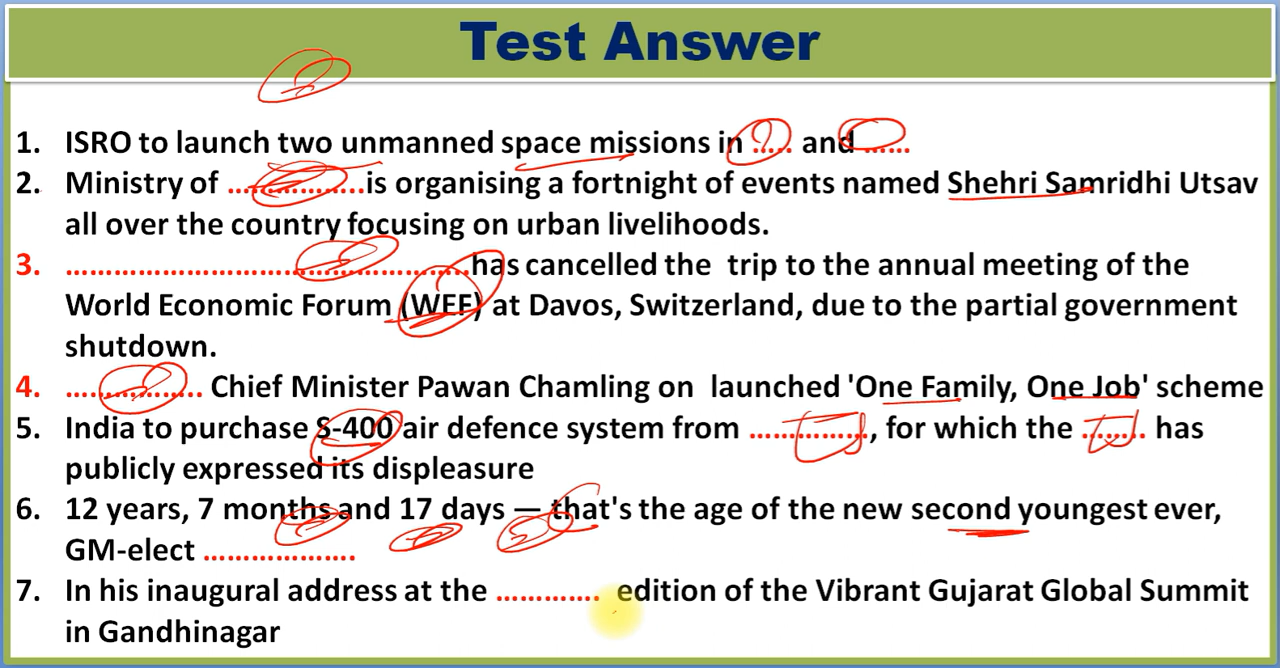 Test Answer
1. ISRO to launch two unmanned space missions in ...... and ......
2. Ministry of ..................is organising a fortnight of events named Shehri Samridhi Utsav
all over the country focusing on urban livelihoods.
3. .....................................................has cancelled the trip to the annual meeting of the
World Economic Forum (WEF) at Davos, Switzerland, due to the partial government
shutdown.
4. .................. Chief Minister Pawan Chamling on launched 'One Family, One Job' scheme
5. India to purchase S-400 air defence system from ..............., for which the ........ has
publicly expressed its displeasure
6. 12 years, 7 months and 17 days — that's the age of the new second youngest ever,
GM-elect ....................
7. In his inaugural address at the ............. edition of the Vibrant Gujarat Global Summit
in Gandhinagar